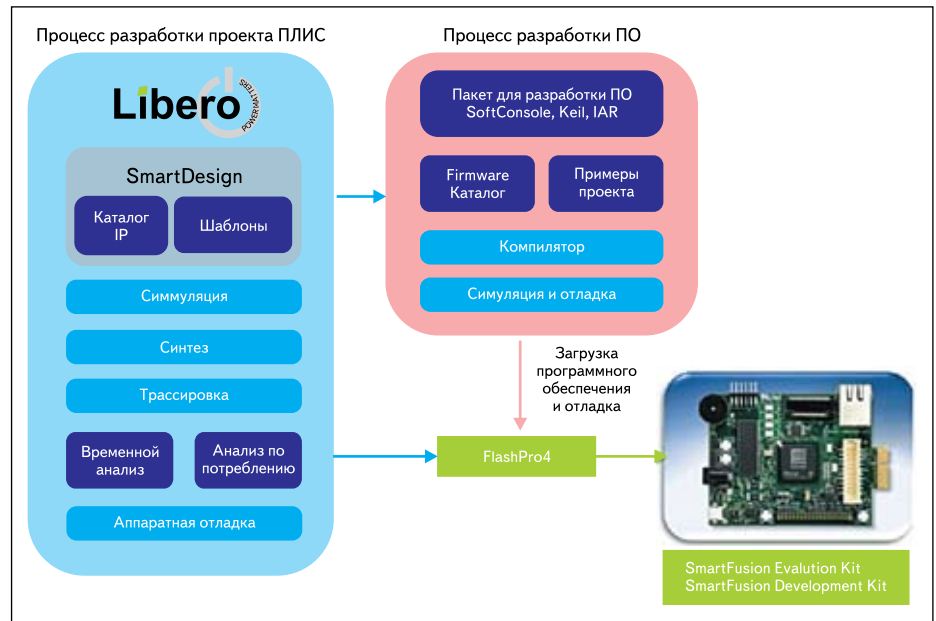 Процесс разработки проекта ПЛИС
Libero
POWER MATTERS
SmartDesign
Каталог
IP
Шаблоны
Симмуляция
Синтез
Трассировка
Временной
анализ
Анализ по
потреблению
Аппаратная отладка
Процесс разработки ПО
Пакет для разработки ПО
SoftConsole, Keil, IAR
Firmware
Каталог
Примеры
проекта
Компилятор
Симуляция и отладка
Загрузка
программного
обеспечения
и отладка
FlashPro4
SmartFusion Evalution Kit
SmartFusion Development Kit